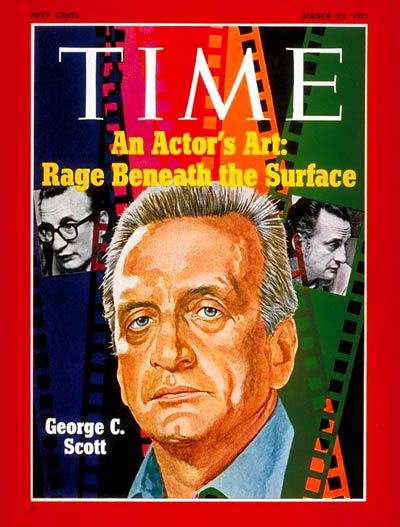 FIFTY CENTS
MARCH 22, 1971
TIME
An Actor's Art:
Rage Beneath the Surface
George C.
Scott